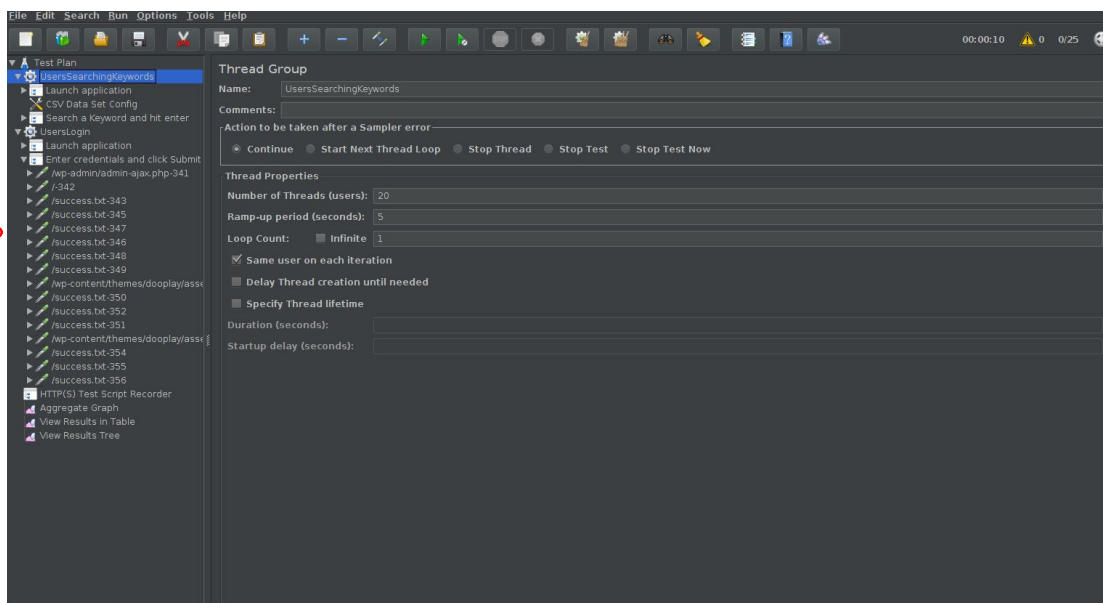 File Edit Search Run Options Tools Help
00:00:10 0 0/25
Test Plan
UsersSearchingKeywords
Launch application
CSV Data Set Config
Search a Keyword and hit enter
UsersLogin
Launch application
Enter credentials and click Submit
/wp-admin/admin-ajax.php-341
/-342
/success.txt-343
/success.txt-345
/success.txt-347
/success.txt-346
/success.txt-348
/success.txt-349
/wp-content/themes/dooplay/asse
/success.txt-350
/success.txt-352
/success.txt-351
/wp-content/themes/dooplay/asse
/success.txt-354
/success.txt-355
/success.txt-356
HTTP(S) Test Script Recorder
Aggregate Graph
View Results in Table
View Results Tree
Thread Group
Name: UsersSearchingKeywords
Comments:
Action to be taken after a Sampler error
Continue Start Next Thread Loop Stop Thread Stop Test Stop Test Now
Thread Properties
Number of Threads (users): 20
Ramp-up period (seconds): 5
Loop Count: Infinite 1
Same user on each iteration
Delay Thread creation until needed
Specify Thread lifetime
Duration (seconds):
Startup delay (seconds):